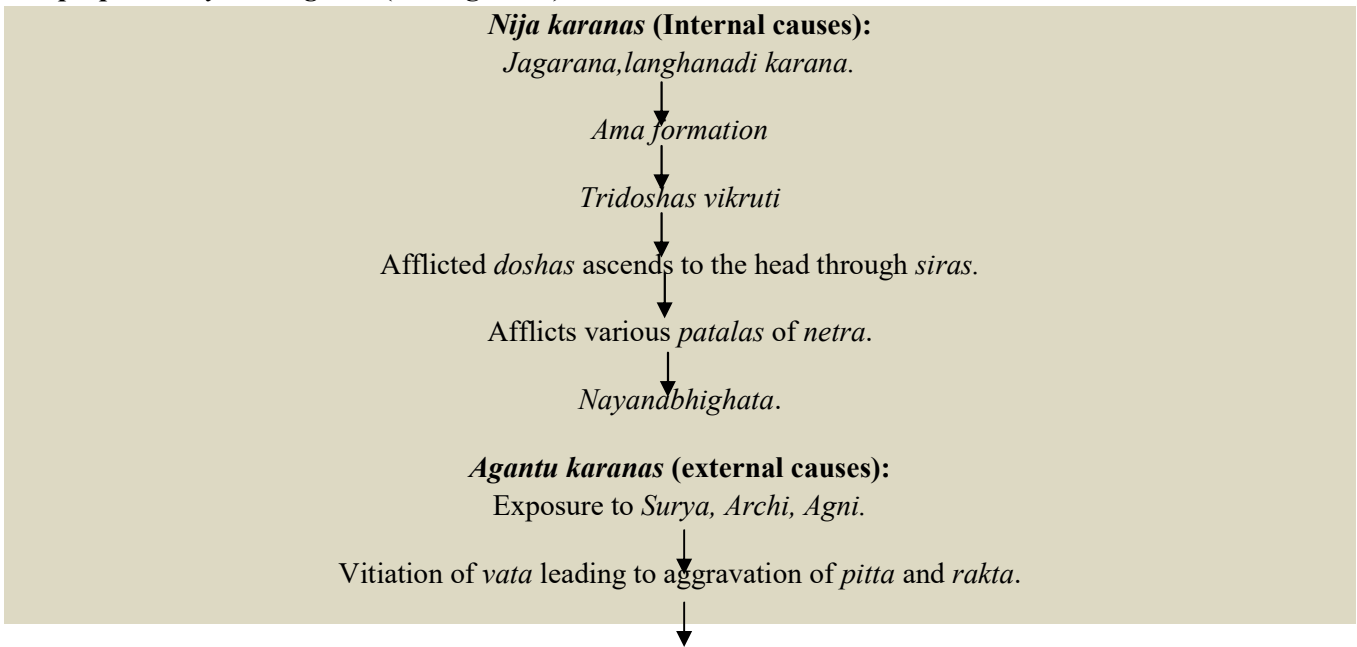 Nija karanas (Internal causes):
Jagarana,langhanadi karana.
Ama formation
Tridoshas vikruti
Afflicted doshas ascends to the head through siras.
Afflicts various patalas of netra.
Nayanabhighata.
Agantu karanas (external causes):
Exposure to Surya, Archi, Agni.
Vitiation of vata leading to aggravation of pitta and rakta.